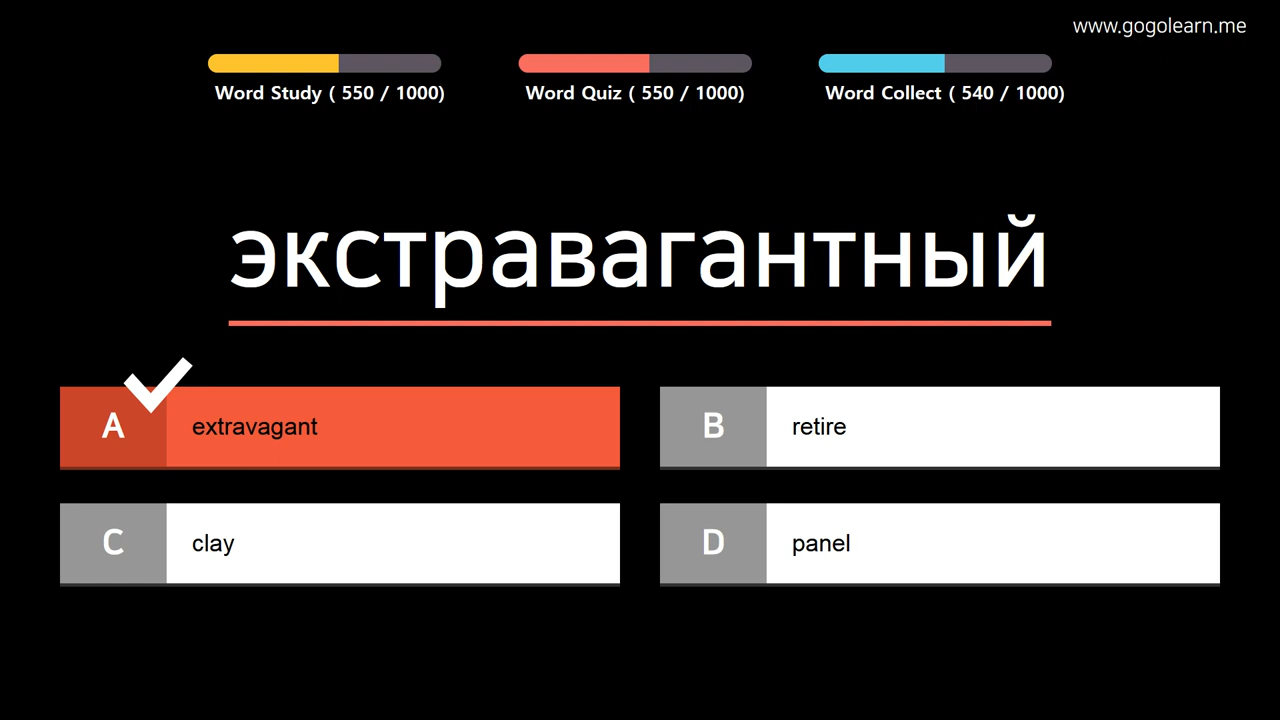 www.gogolearn.me
Word Study ( 550 / 1000)
Word Quiz ( 550 / 1000)
Word Collect ( 540 / 1000)
экстравагантный
A extravagant
B retire
C clay
D panel